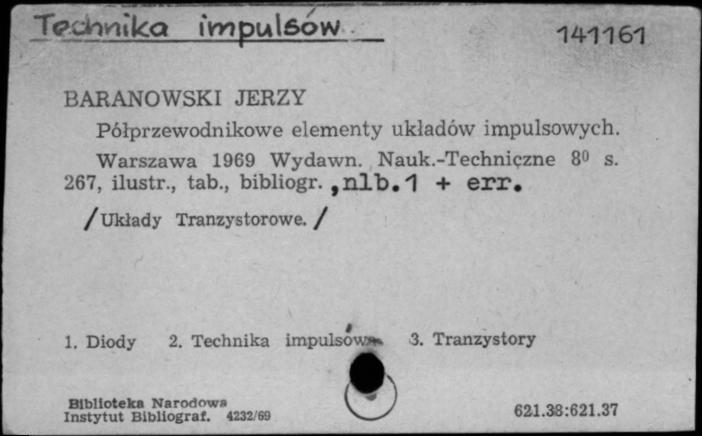 Technika impulsów
141161
BARANOWSKI JERZY
Półprzewodnikowe elementy układów impulsowych.
Warszawa 1969 Wydawn. Nauk.-Techniczne 8⁰ s.
267, ilustr., tab., bibliogr. ,nlb.1 + err.
/Układy Tranzystorowe./
1. Diody 2. Technika impulsów 3. Tranzystory
Biblioteka Narodowa
Instytut Bibliograf. 4232/69
621.38:621.37